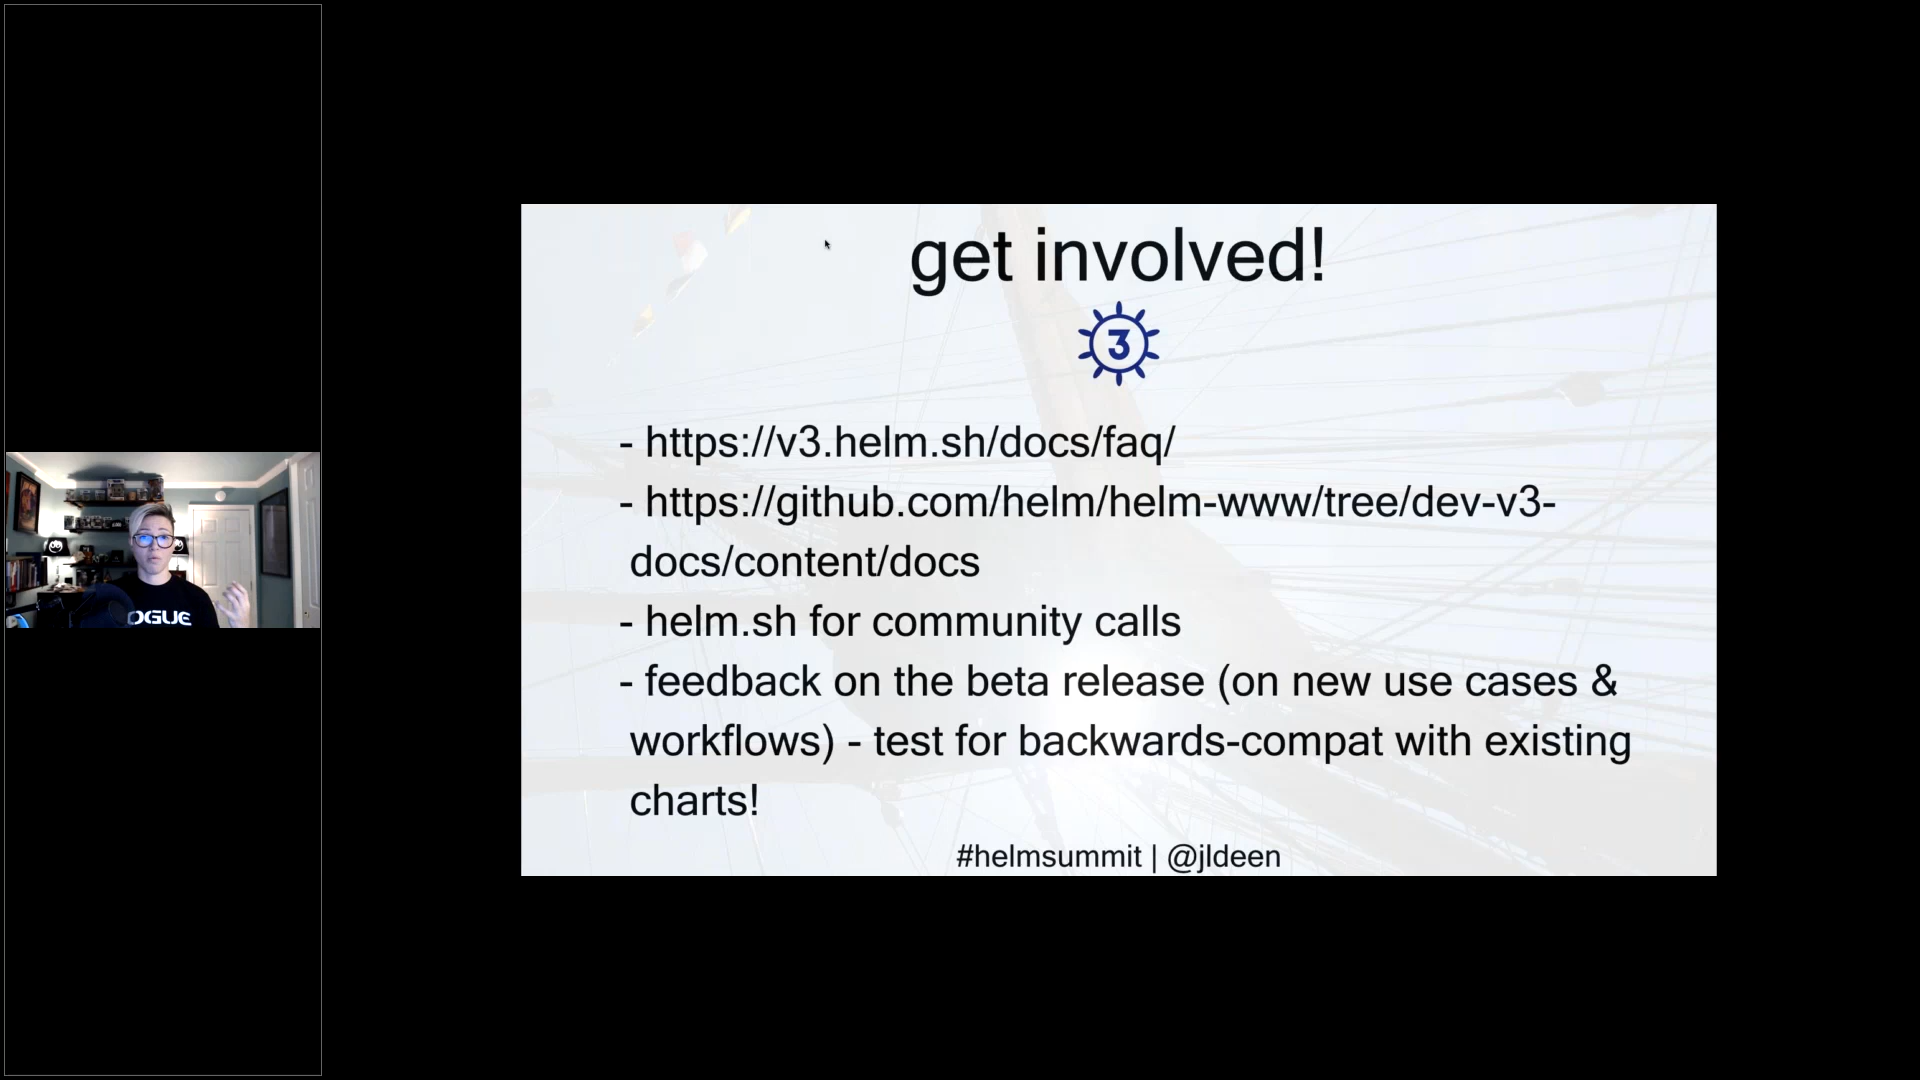 get involved!
3
- https://v3.helm.sh/docs/faq/
- https://github.com/helm/helm-www/tree/dev-v3-
docs/content/docs
- helm.sh for community calls
- feedback on the beta release (on new use cases &
workflows) - test for backwards-compat with existing
charts!
#helmsummit | @jldeen
OGUE